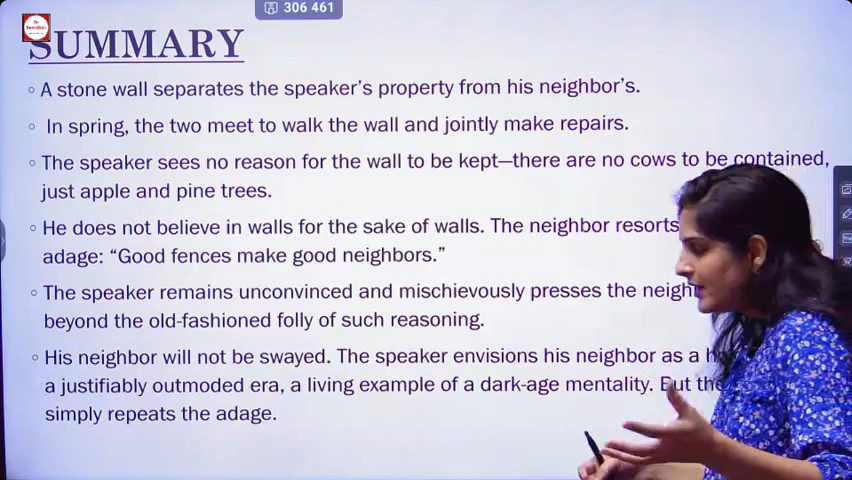 306 461
SUMMARY
A stone wall separates the speaker's property from his neighbor's.
In spring, the two meet to walk the wall and jointly make repairs.
The speaker sees no reason for the wall to be kept—there are no cows to be contained,
just apple and pine trees.
He does not believe in walls for the sake of walls. The neighbor resorts
adage: “Good fences make good neighbors.”
The speaker remains unconvinced and mischievously presses the
beyond the old-fashioned folly of such reasoning.
His neighbor will not be swayed. The speaker envisions his neighbor as a
a justifiably outmoded era, a living example of a dark-age mentality. But
simply repeats the adage.